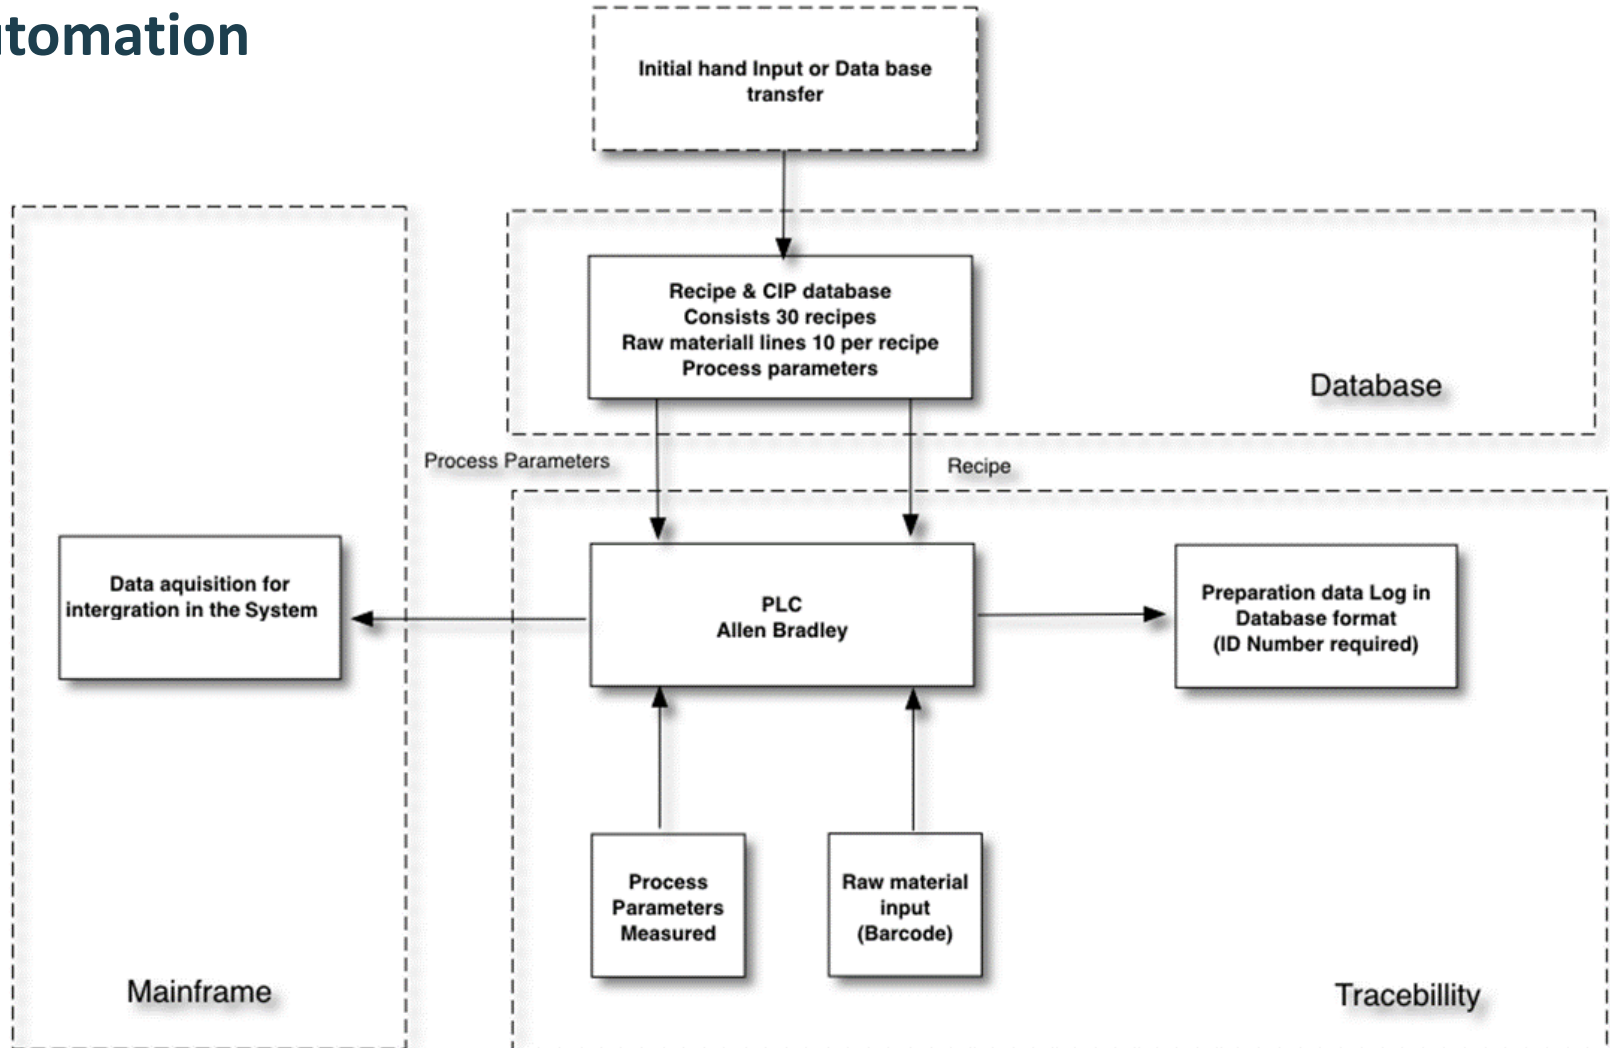 utomation
Initial hand Input or Data base
transfer
Recipe & CIP database
Consists 30 recipes
Raw materiall lines 10 per recipe
Process parameters
Database
Process Parameters
Recipe
Data aquisition for
intergration in the System
PLC
Allen Bradley
Preparation data Log in
Database format
(ID Number required)
Process
Parameters
Measured
Raw material
input
(Barcode)
Mainframe
Tracebillity